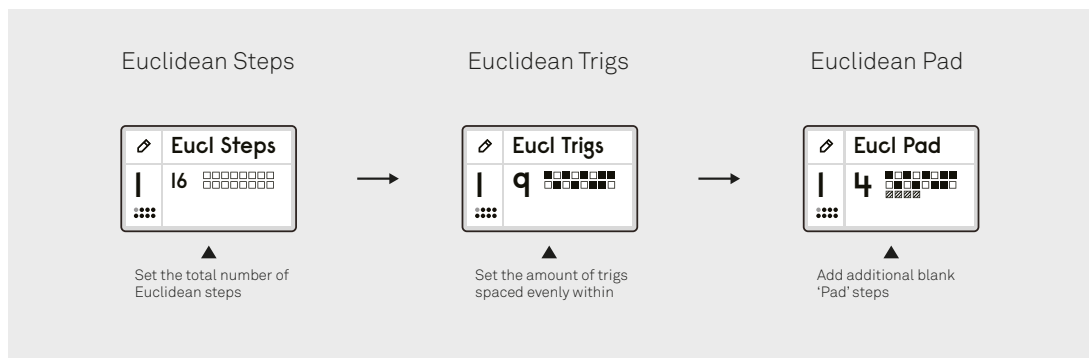 Euclidean Steps
Euclidean Trigs
Euclidean Pad
Eucl Steps
1
16
Eucl Trigs
1
9
Eucl Pad
1
4
Set the total number of
Euclidean steps
Set the amount of trigs
spaced evenly within
Add additional blank
‘Pad’ steps